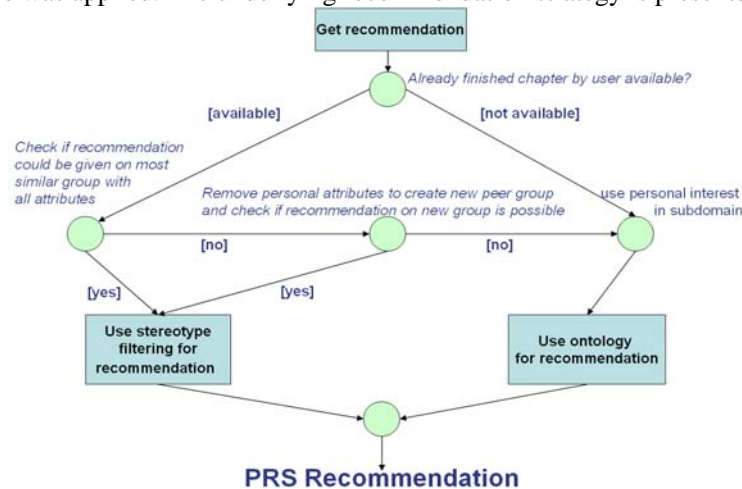 Get recommendation
Already finished chapter by user available?
[available]
[not available]
Check if recommendation
could be given on most
similar group with
all attributes
Remove personal attributes to create new peer group
and check if recommendation on new group is possible
use personal interest
in subdomain
[no]
[no]
[yes]
[yes]
Use stereotype
filtering for
recommendation
Use ontology
for recommendation
PRS Recommendation